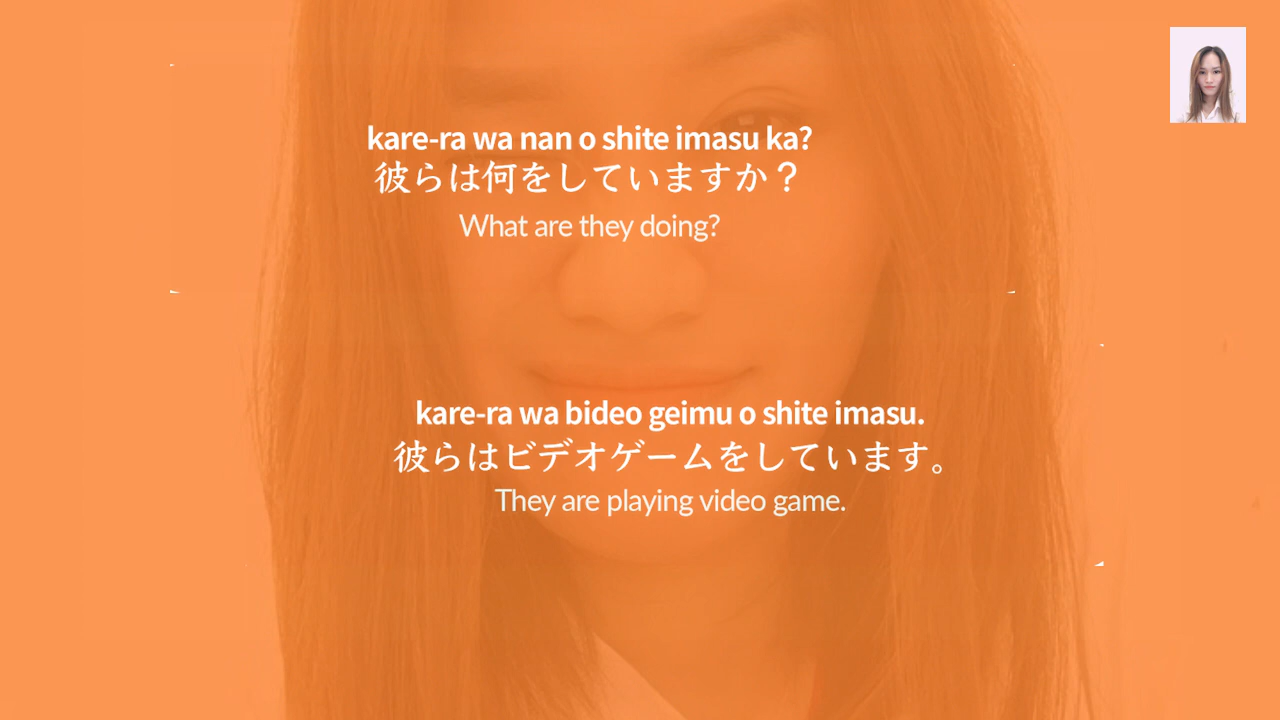 kare-ra wa nan o shite imasu ka?
彼らは何をしていますか？
What are they doing?
kare-ra wa bideo geimu o shite imasu.
彼らはビデオゲームをしています。
They are playing video game.